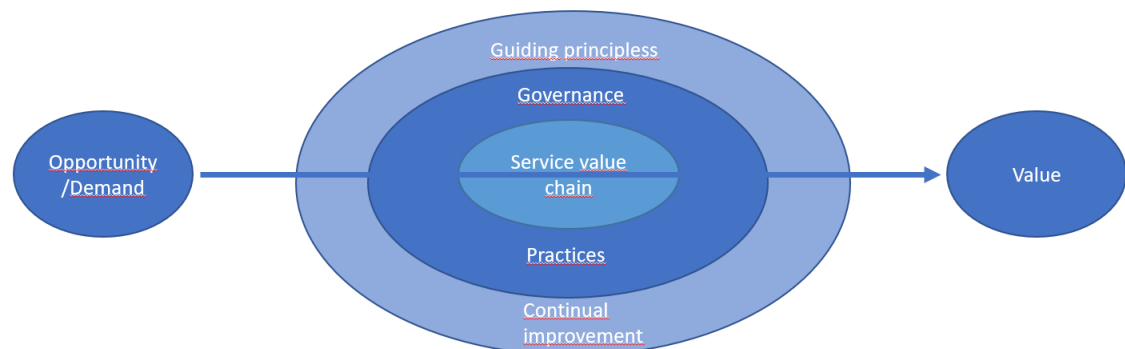 Guiding principless
Governance
Opportunity
/Demand
Service value
chain
Value
Practices
Continual
improvement